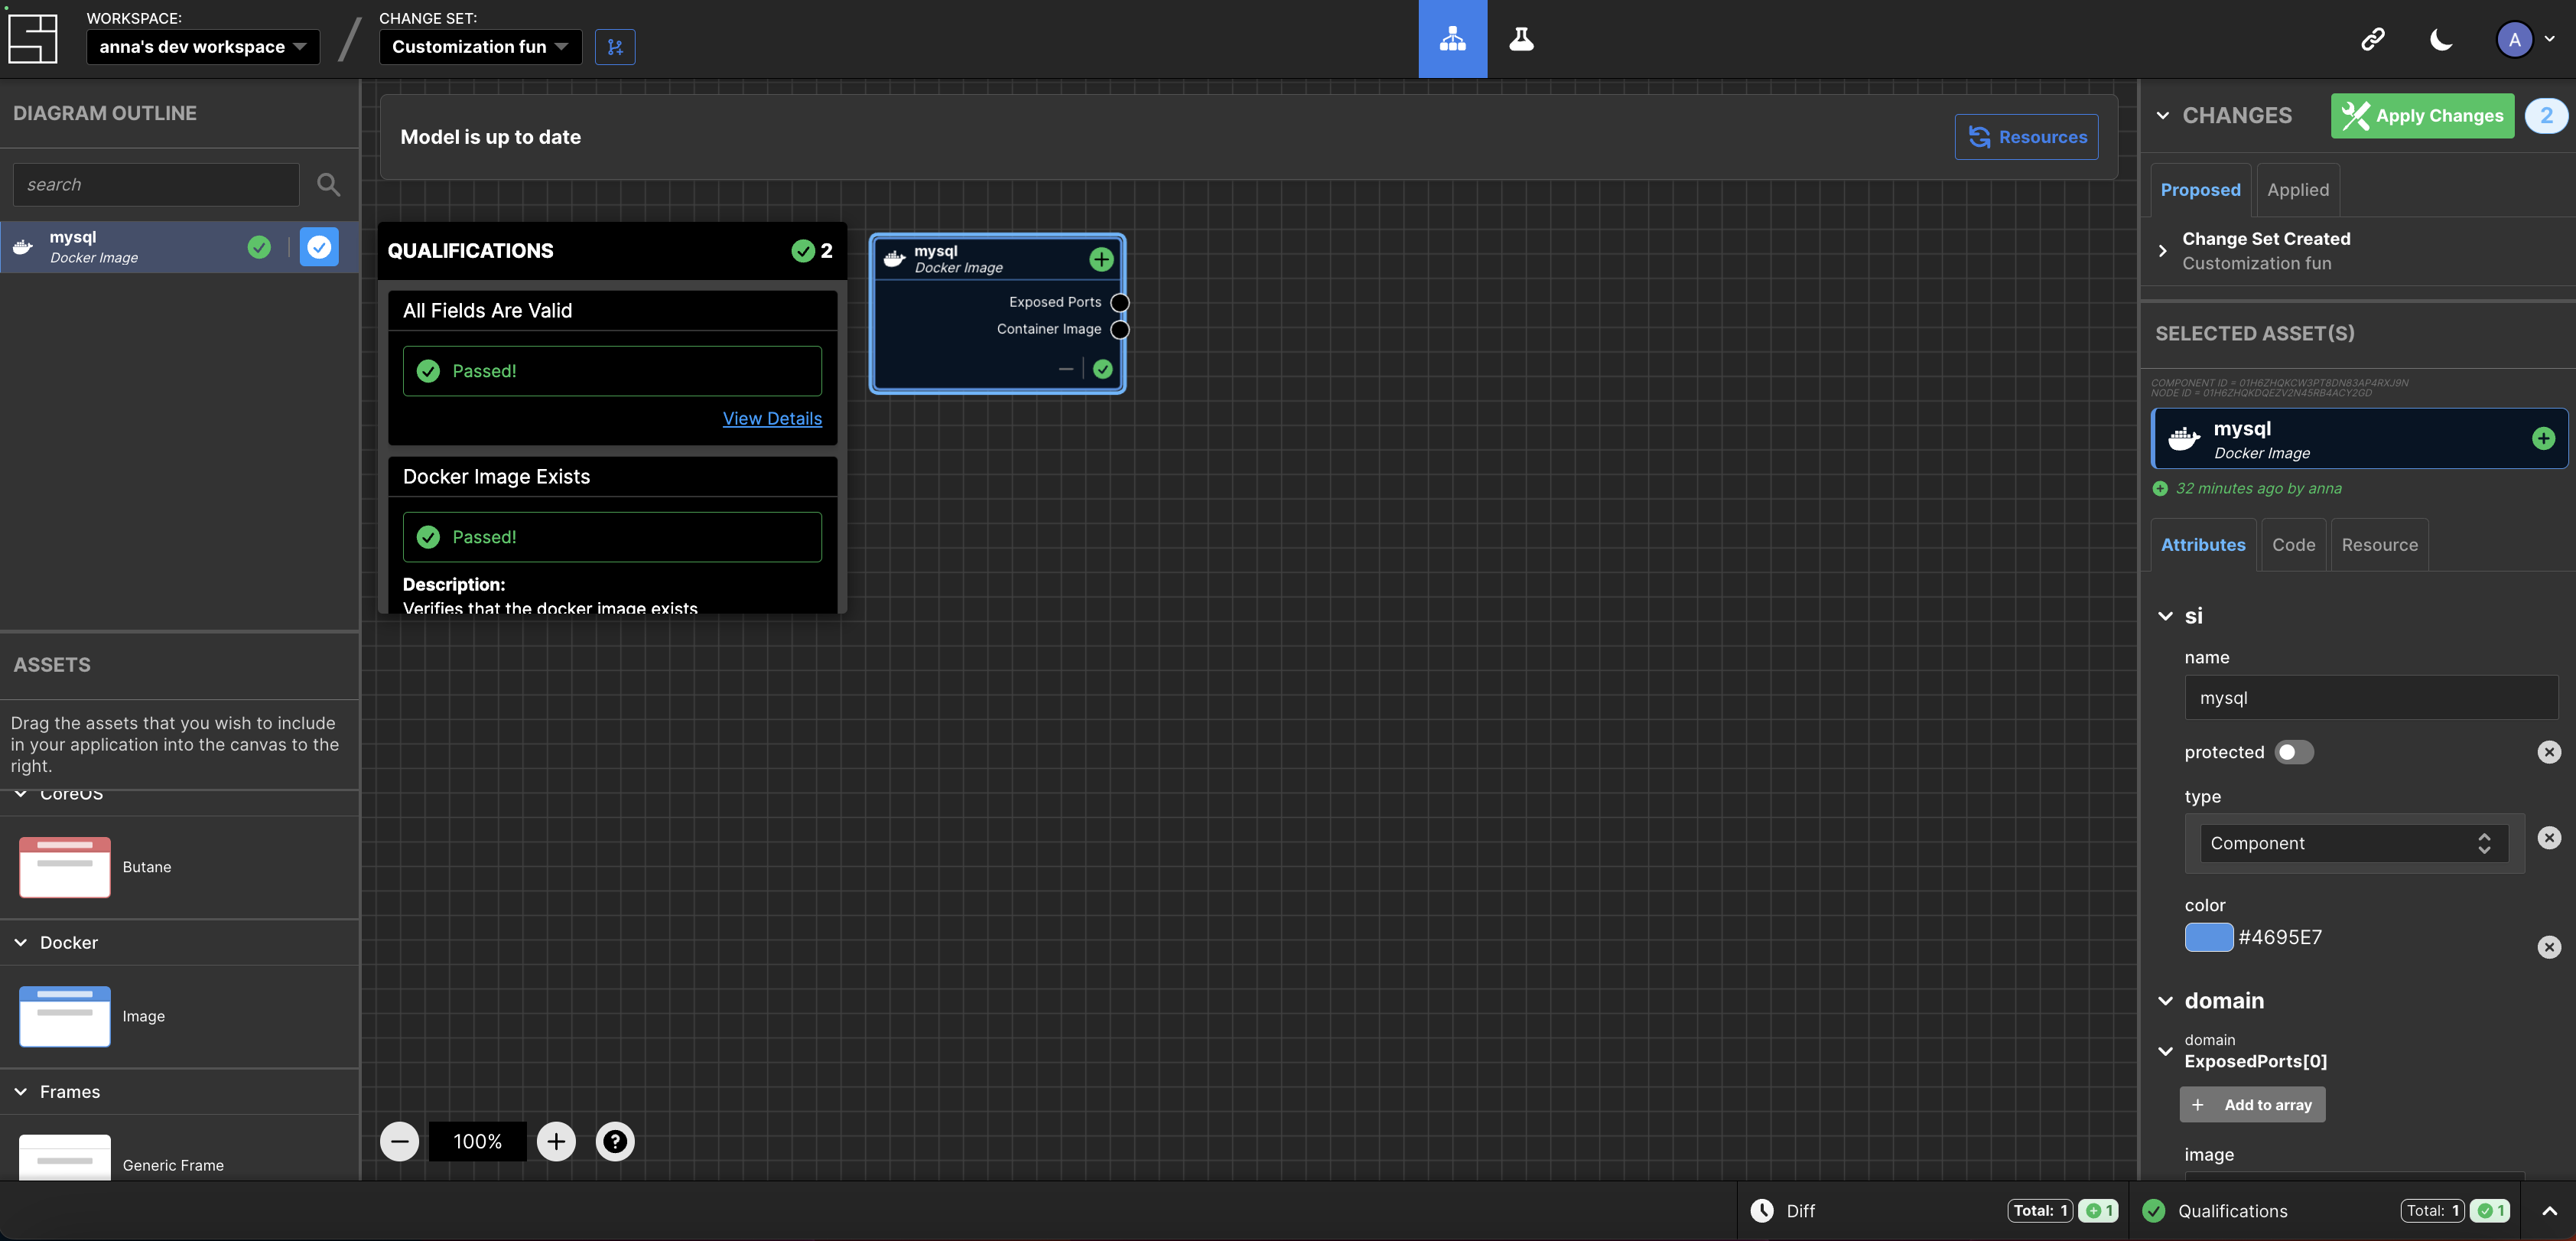 WORKSPACE:
anna's dev workspace
CHANGE SET:
Customization fun
A
DIAGRAM OUTLINE
search
mysql
Docker Image
ASSETS
Drag the assets that you wish to include
in your application into the canvas to the
right.
CoreOS
Butane
Docker
Image
Frames
Generic Frame
Model is up to date
Resources
QUALIFICATIONS
2
All Fields Are Valid
Passed!
View Details
Docker Image Exists
Passed!
Description:
Verifies that the docker image exists
mysql
Docker Image
Exposed Ports
Container Image
100%
?
CHANGES
Apply Changes
2
Proposed
Applied
Change Set Created
Customization fun
SELECTED ASSET(S)
COMPONENT ID = 01H6ZHQKCW3PT8DN83AP4RXJ9N
NODE ID = 01H6ZHQKDQEZV2N45RB4ACY2GD
mysql
Docker Image
32 minutes ago by anna
Attributes
Code
Resource
si
name
mysql
protected
type
Component
color
#4695E7
domain
domain
ExposedPorts[0]
+ Add to array
image
Diff
Total: 1
1
Qualifications
Total: 1
1